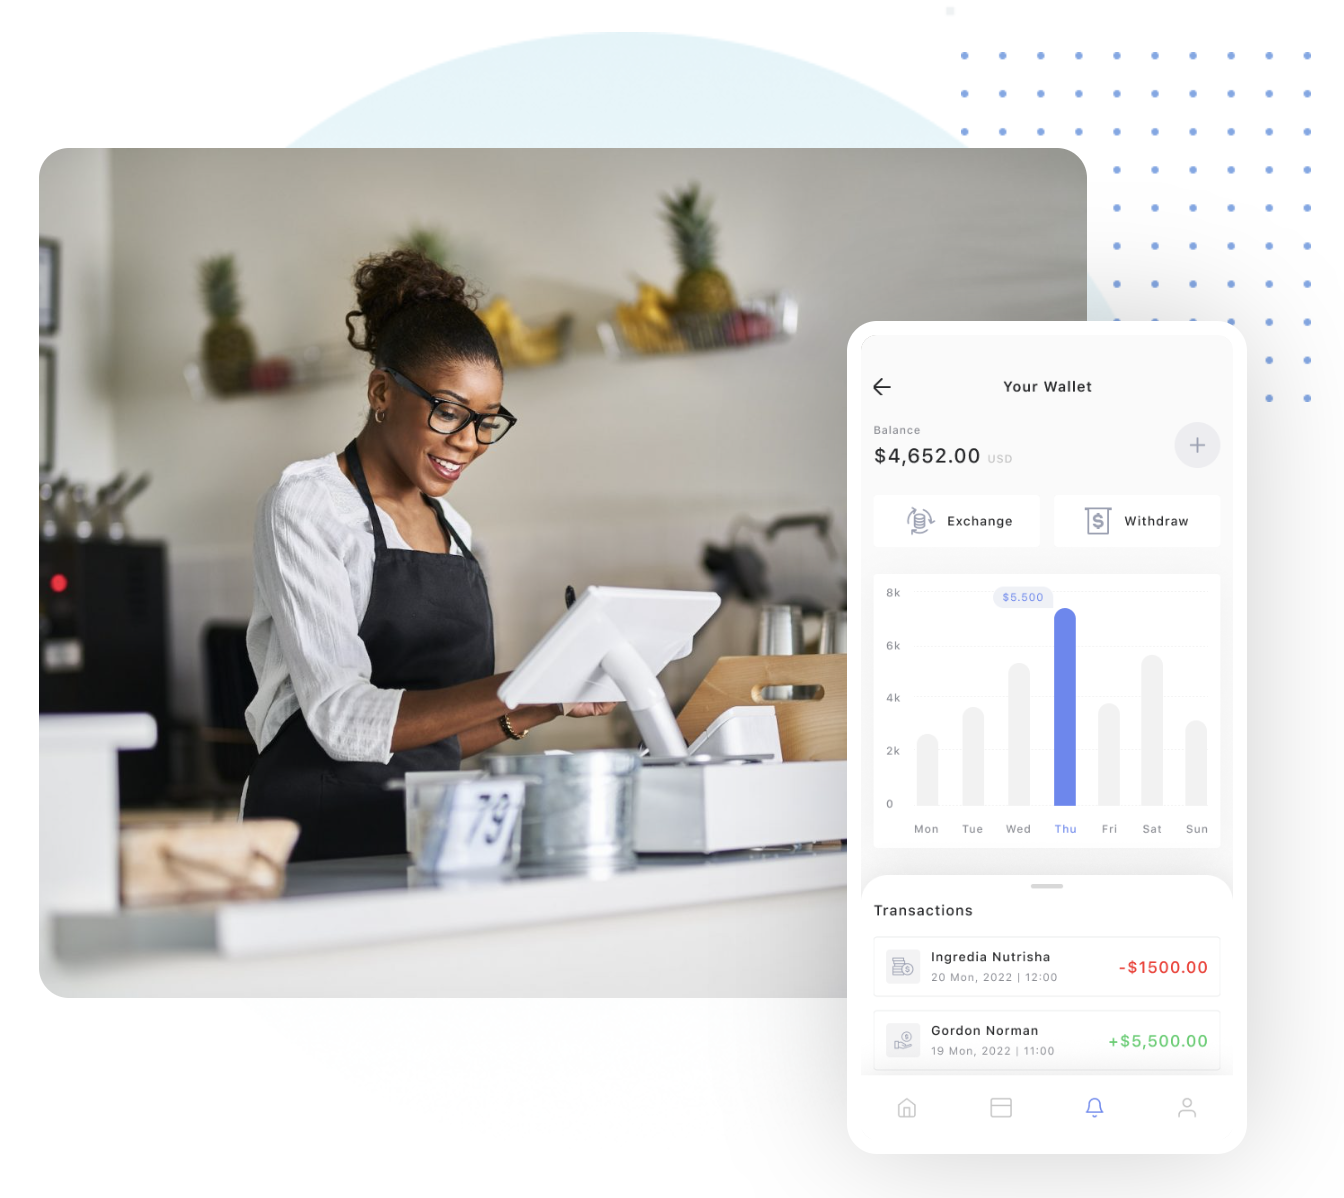 Your Wallet
Balance
$4,652.00 USD
Exchange
Withdraw
$5.500
8k
6k
4k
2k
0
Mon Tue Wed Thu Fri Sat Sun
Transactions
Ingredia Nutrisha
20 Mon, 2022 | 12:00
-$1500.00
Gordon Norman
19 Mon, 2022 | 11:00
+$5,500.00
79